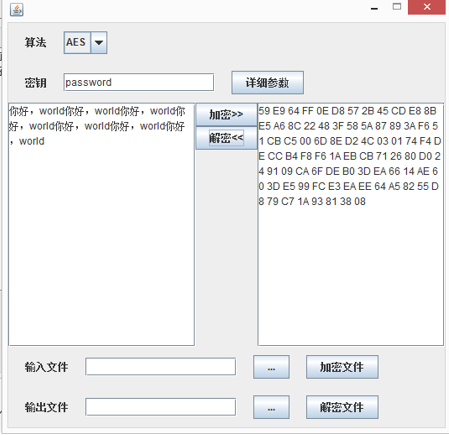 算法 AES
密钥 password 详细参数
你好，world你好，world你好，world你
好，world你好，world你好，world你好
，world
加密>>
解密<<
59 E9 64 FF 0E D8 57 2B 45 CD E8 8B
E5 A6 8C 22 48 3F 58 5A 87 89 3A F6 5
1 CB C5 00 6D 8E D2 4C 03 01 74 F4 D
E CC B4 F8 F6 1A EB CB 71 26 80 D0 2
4 91 09 CA 6F DE B0 3D EA 66 14 AE 6
0 3D E5 99 FC E3 EA EE 64 A5 82 55 D
8 79 C7 1A 93 81 38 08
输入文件 ... 加密文件
输出文件 ... 解密文件